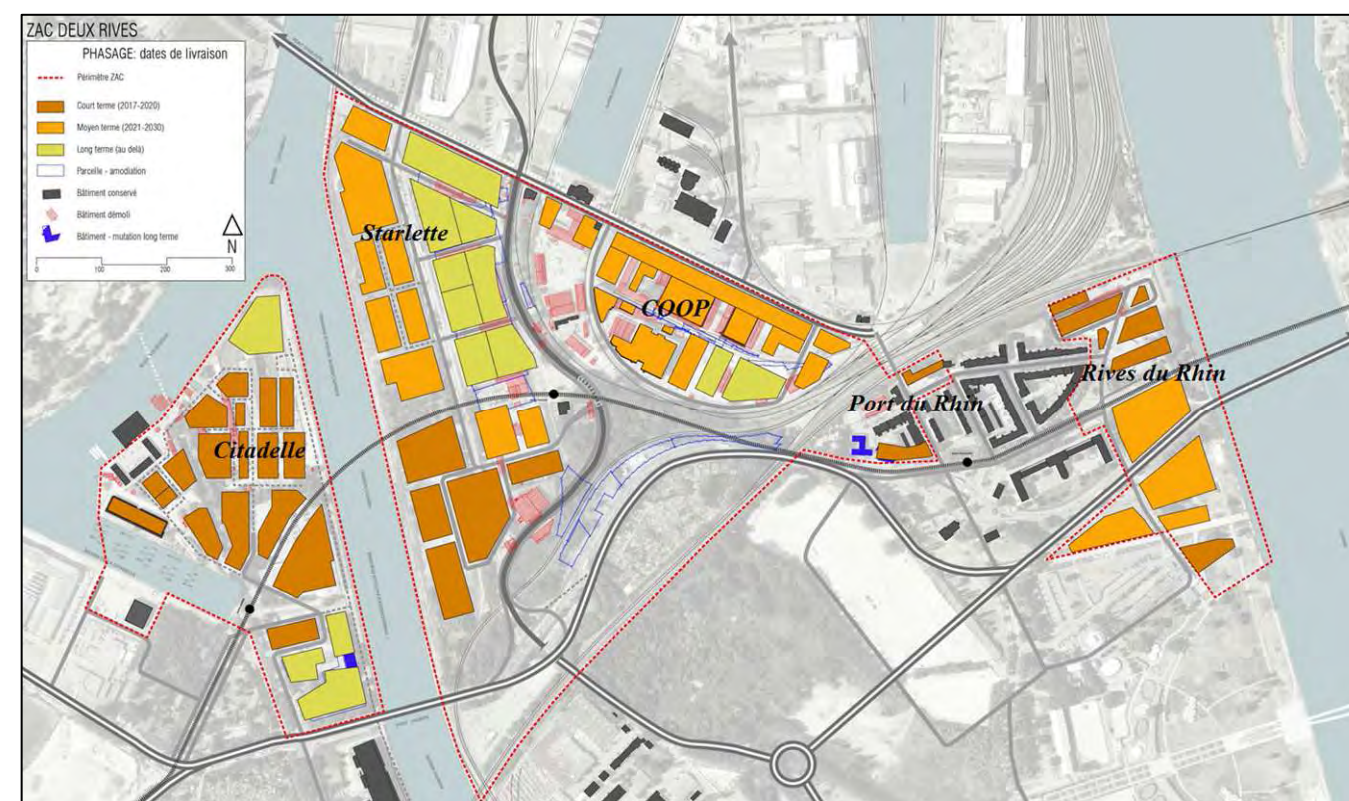 ZAC DEUX RIVES
PHASAGE: dates de livraison
Périmètre ZAC
Court terme (2017-2020)
Moyen terme (2021-2030)
Long terme (au delà)
Parcelle - amodiation
Bâtiment conservé
Bâtiment démoli
Bâtiment - mutation long terme
N
0 100 200 300
Starlette
COOP
Rives du Rhin
Port du Rhin
Citadelle